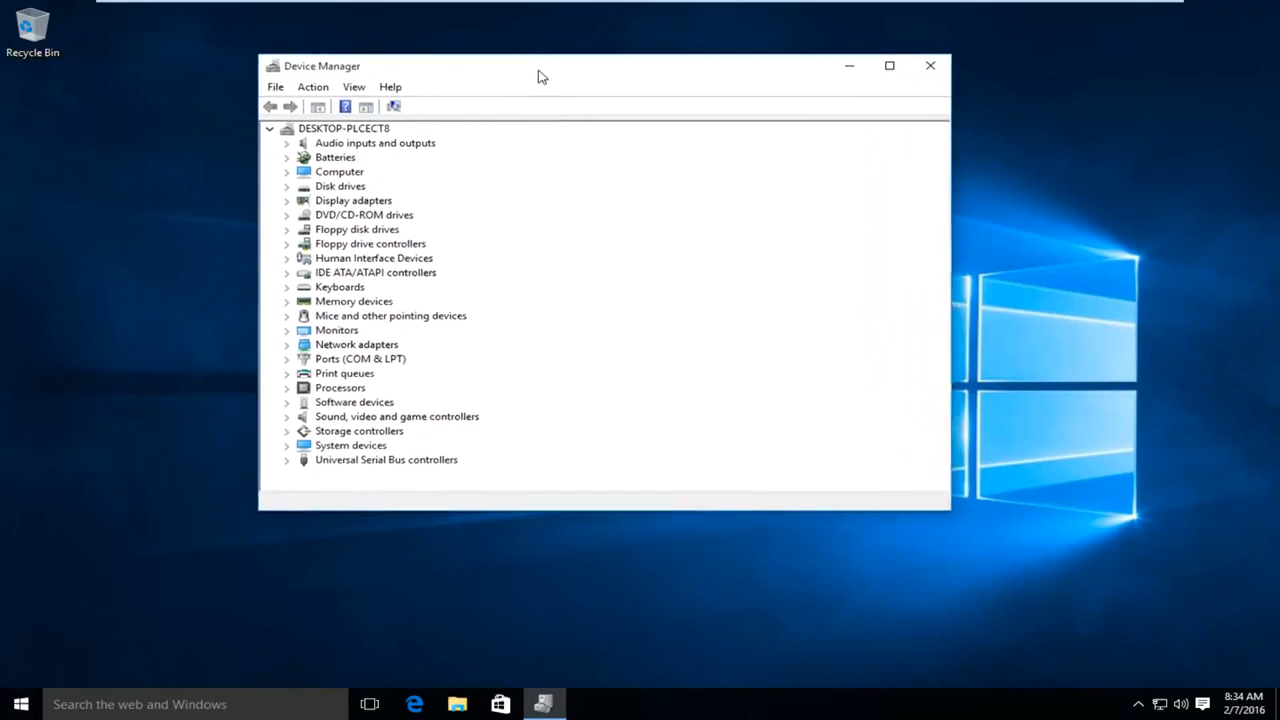 Recycle Bin
Device Manager
File Action View Help
DESKTOP-PLCECT8
Audio inputs and outputs
Batteries
Computer
Disk drives
Display adapters
DVD/CD-ROM drives
Floppy disk drives
Floppy drive controllers
Human Interface Devices
IDE ATA/ATAPI controllers
Keyboards
Memory devices
Mice and other pointing devices
Monitors
Network adapters
Ports (COM & LPT)
Print queues
Processors
Software devices
Sound, video and game controllers
Storage controllers
System devices
Universal Serial Bus controllers
Search the web and Windows
8:34 AM
2/7/2016